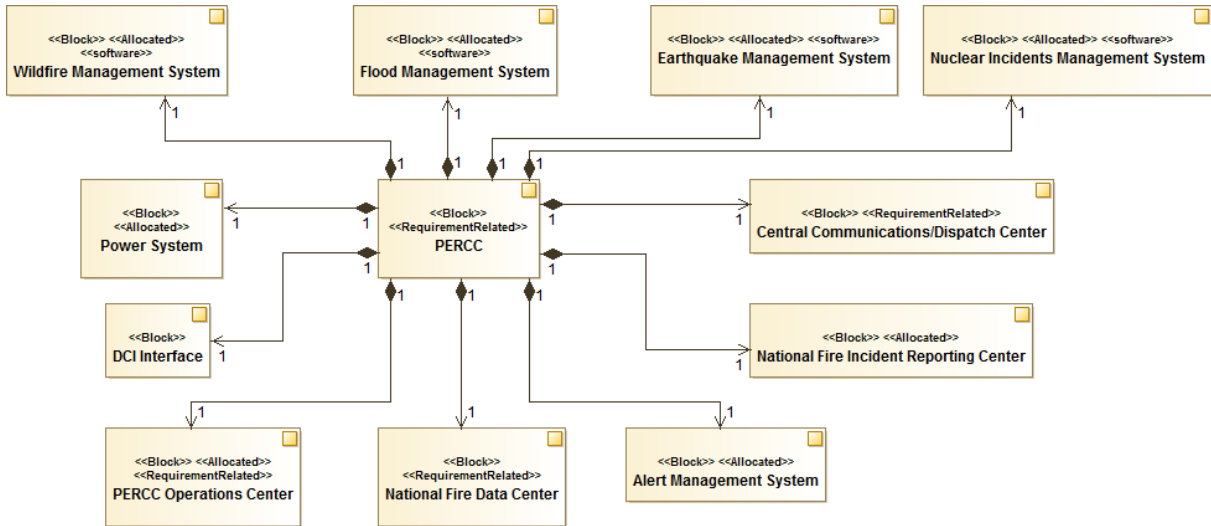 <<Block>> <<Allocated>>
<<software>>
Wildfire Management System
<<Block>> <<Allocated>>
<<software>>
Flood Management System
<<Block>> <<Allocated>> <<software>>
Earthquake Management System
<<Block>> <<Allocated>> <<software>>
Nuclear Incidents Management System
1
1
1
1
1
1
1
1
<<Block>>
<<Allocated>>
Power System
1
1
<<Block>>
<<RequirementRelated>>
PERCC
1
1
<<Block>> <<RequirementRelated>>
Central Communications/Dispatch Center
<<Block>>
DCI Interface
1
1
1
1
<<Block>> <<Allocated>>
National Fire Incident Reporting Center
1
1
1
1
1
1
<<Block>> <<Allocated>>
<<RequirementRelated>>
PERCC Operations Center
<<Block>>
<<RequirementRelated>>
National Fire Data Center
<<Block>> <<Allocated>>
Alert Management System